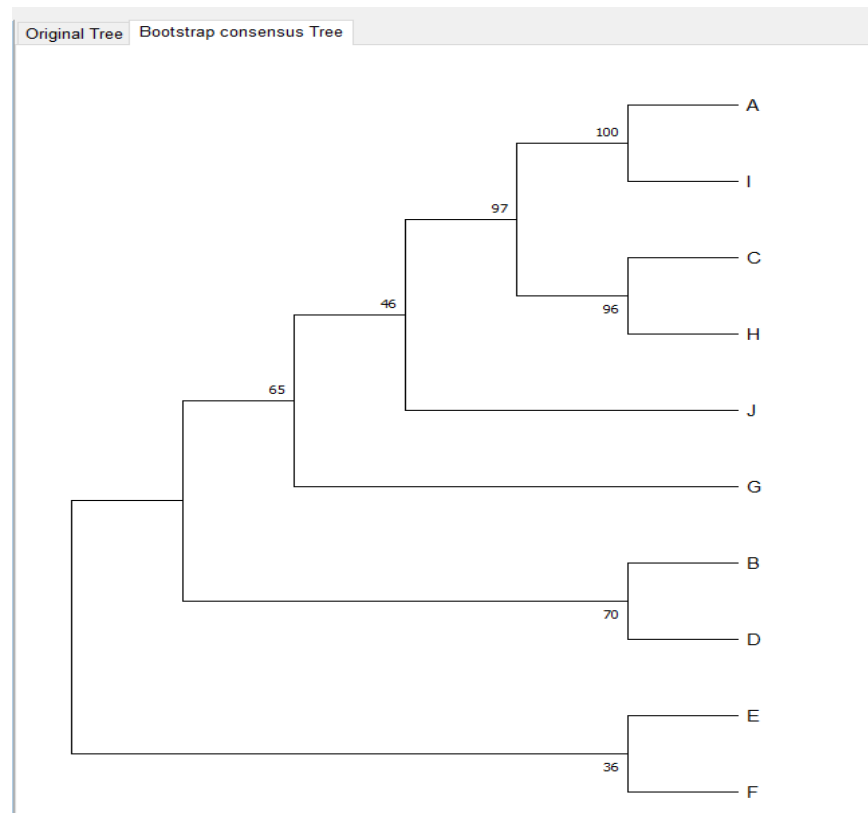 Original Tree
Bootstrap consensus Tree
A
100
I
97
C
96
H
46
J
65
G
B
70
D
E
36
F